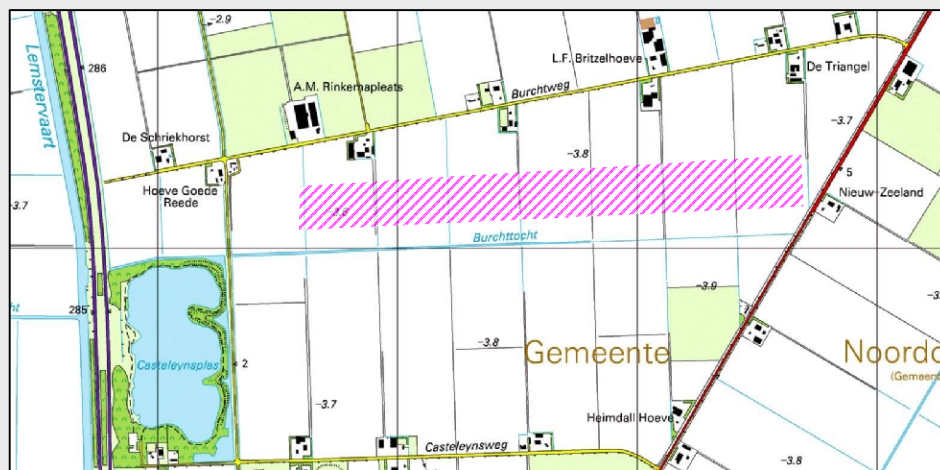 -2.9
Lemstervaart
286
L.F. Britzelhoeve
De Triangel
A.M. Rinkemapleats
Burchtweg
-3.7
De Schriekhorst
-3.8
5
Hoeve Goede
Reede
Nieuw-Zeeland
-3.7
-3.6
Burchttocht
-3.9
285
-3.8
Gemeente
Casteleynsplas
2
-3.7
Heimdall Hoeve
Casteleynsweg
-3.8